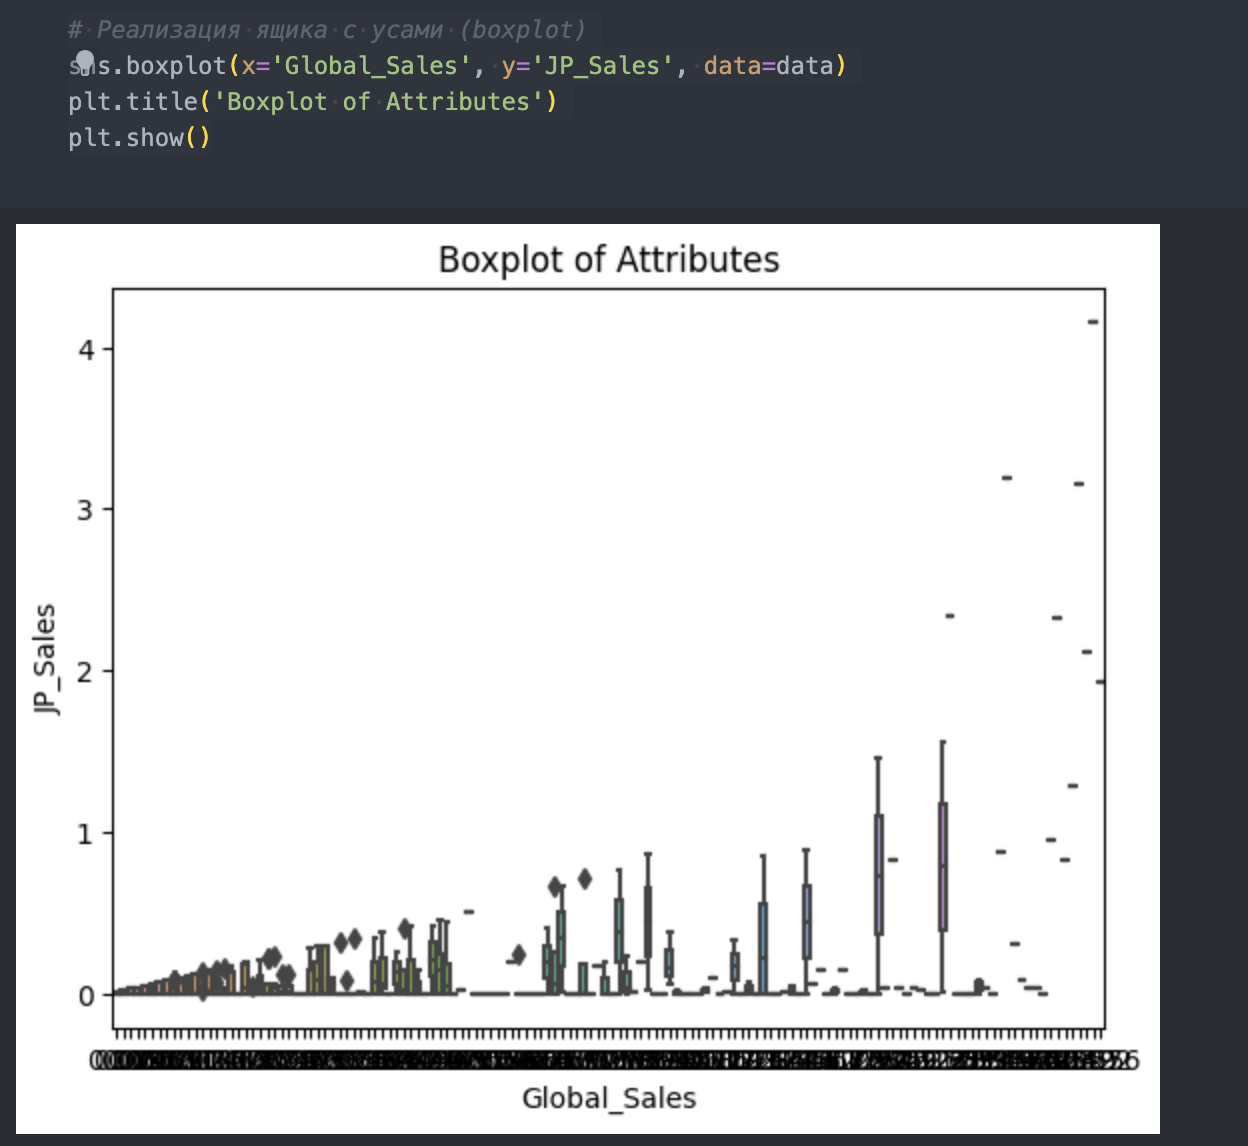 # Реализация ящика с усами (boxplot)
sns.boxplot(x='Global_Sales', y='JP_Sales', data=data)
plt.title('Boxplot of Attributes')
plt.show()
Boxplot of Attributes
4
3
2
1
0
JP_Sales
Global_Sales